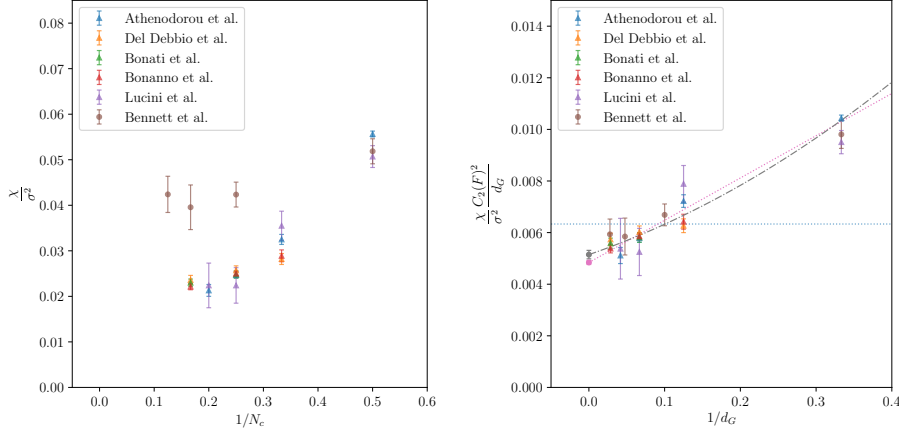 0.08
0.07
0.06
0.05
0.04
0.03
0.02
0.01
0.00
χ/σ²
0.0 0.1 0.2 0.3 0.4 0.5 0.6
1/N_c
Athenodorou et al.
Del Debbio et al.
Bonati et al.
Bonanno et al.
Lucini et al.
Bennett et al.
0.014
0.012
0.010
0.008
0.006
0.004
0.002
0.000
χ/σ² C₂(F)²/d_G
0.0 0.1 0.2 0.3 0.4
1/d_G
Athenodorou et al.
Del Debbio et al.
Bonati et al.
Bonanno et al.
Lucini et al.
Bennett et al.